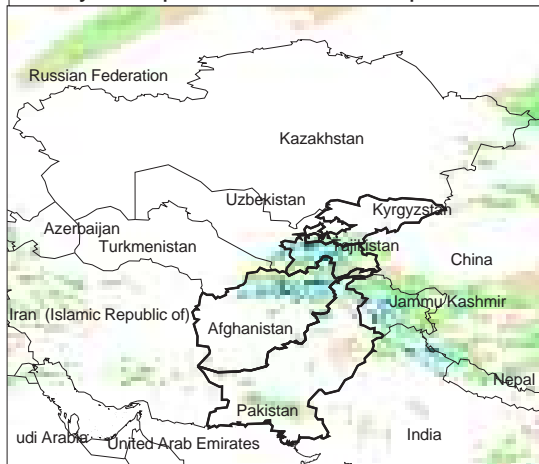 Russian Federation
Kazakhstan
Uzbekistan
Kyrgyzstan
Azerbaijan
Turkmenistan
Tajikistan
China
Iran (Islamic Republic of)
Jammu/Kashmir
Afghanistan
Nepal
Pakistan
udi Arabia
United Arab Emirates
India